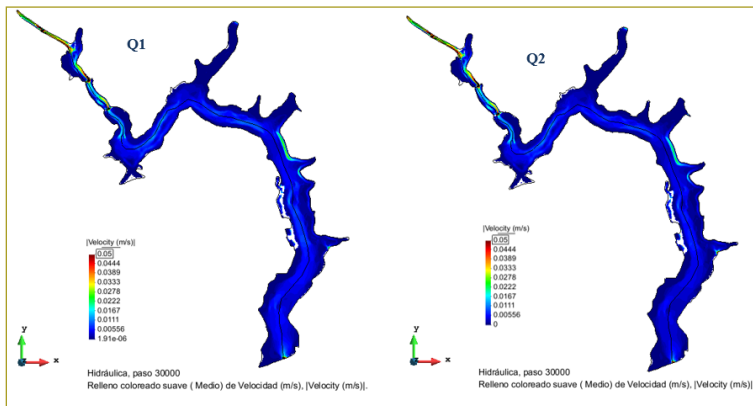 Q1
|Velocity (m/s)|
0.05
0.0444
0.0389
0.0333
0.0278
0.0222
0.0167
0.0111
0.00556
1.91e-06
y
x
Hidráulica, paso 30000
Relleno coloreado suave ( Medio) de Velocidad (m/s), |Velocity (m/s)|.
Q2
|Velocity (m/s)
0.05
0.0444
0.0389
0.0333
0.0278
0.0222
0.0167
0.0111
0.00556
0
y
x
Hidráulica, paso 30000
Relleno coloreado suave ( Medio) de Velocidad (m/s), |Velocity (m/s)|